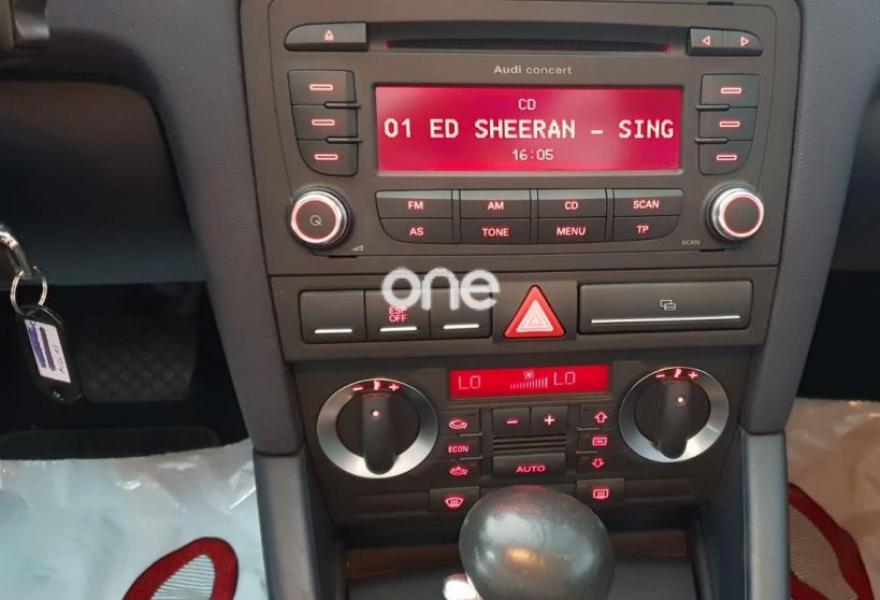 Audi concert
CD
01 ED SHEERAN - SING
16:05
FM AM CD SCAN
AS TONE MENU TP
SCAN
one
ESP
OFF
LO LO
ECON
AUTO